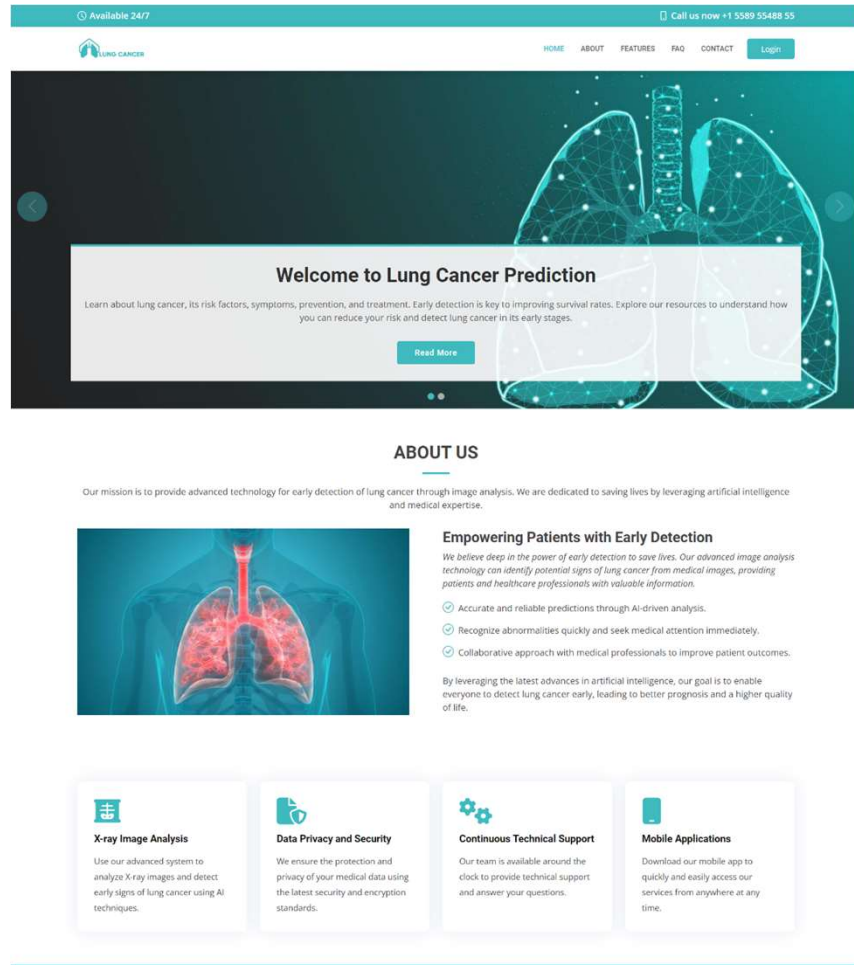 Available 24/7
Call us now +1 5589 55488 55
LUNG CANCER
HOME ABOUT FEATURES FAQ CONTACT Login
Welcome to Lung Cancer Prediction
Learn about lung cancer, its risk factors, symptoms, prevention, and treatment. Early detection is key to improving survival rates. Explore our resources to understand how
you can reduce your risk and detect lung cancer in its early stages.
Read More
ABOUT US
Our mission is to provide advanced technology for early detection of lung cancer through image analysis. We are dedicated to saving lives by leveraging artificial intelligence
and medical expertise.
Empowering Patients with Early Detection
We believe deep in the power of early detection to save lives. Our advanced image analysis
technology can identify potential signs of lung cancer from medical images, providing
patients and healthcare professionals with valuable information.
Accurate and reliable predictions through AI-driven analysis.
Recognize abnormalities quickly and seek medical attention immediately.
Collaborative approach with medical professionals to improve patient outcomes.
By leveraging the latest advances in artificial intelligence, our goal is to enable
everyone to detect lung cancer early, leading to better prognosis and a higher quality
of life.
X-ray Image Analysis
Use our advanced system to
analyze X-ray images and detect
early signs of lung cancer using AI
techniques.
Data Privacy and Security
We ensure the protection and
privacy of your medical data using
the latest security and encryption
standards.
Continuous Technical Support
Our team is available around the
clock to provide technical support
and answer your questions.
Mobile Applications
Download our mobile app to
quickly and easily access our
services from anywhere at any
time.